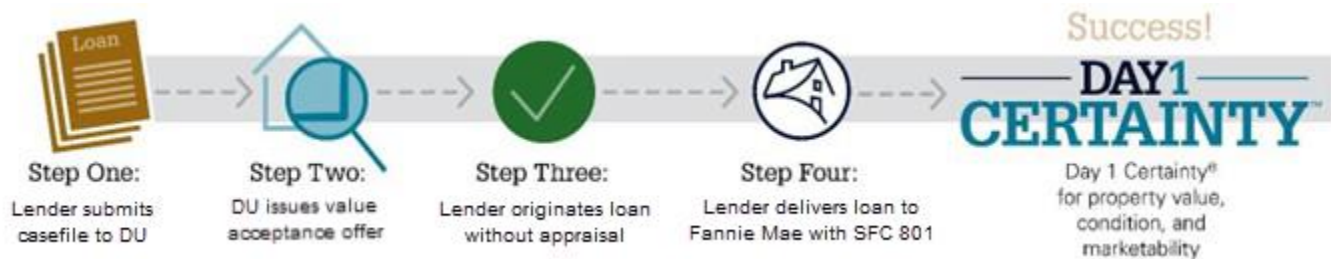 Loan
Step One:
Lender submits
casefile to DU
Step Two:
DU issues value
acceptance offer
Step Three:
Lender originates loan
without appraisal
Step Four:
Lender delivers loan to
Fannie Mae with SFC 801
Success!
DAY1
CERTAINTY™
Day 1 Certainty®
for property value,
condition, and
marketability